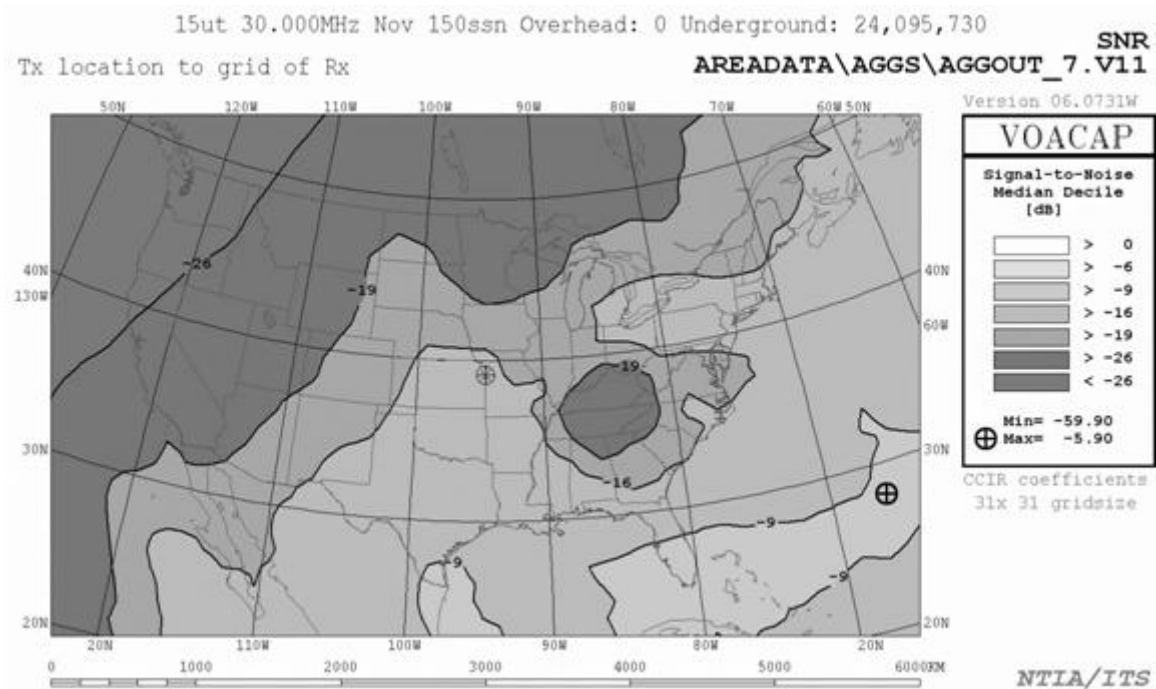 15ut 30.000MHz Nov 150ssn Overhead: 0 Underground: 24,095,730
SNR
Tx location to grid of Rx
AREADATA\AGGS\AGGOUT_7.V11
50N 120W 110W 100W 90W 80W 70W 60W 50N
Version 06.0731W
VOACAP
Signal-to-Noise
Median Decile
[dB]
> 0
> -6
> -9
> -16
> -19
> -26
< -26
Min= -59.90
Max= -5.90
CCIR coefficients
31x 31 gridsize
-26
-19
40N
130W
40N
60W
-19
-16
30N
30N
-9
-9
-9
20N
20N
20N 110W 100W 90W 80W 20N
0 1000 2000 3000 4000 5000 6000KM
NTIA/ITS